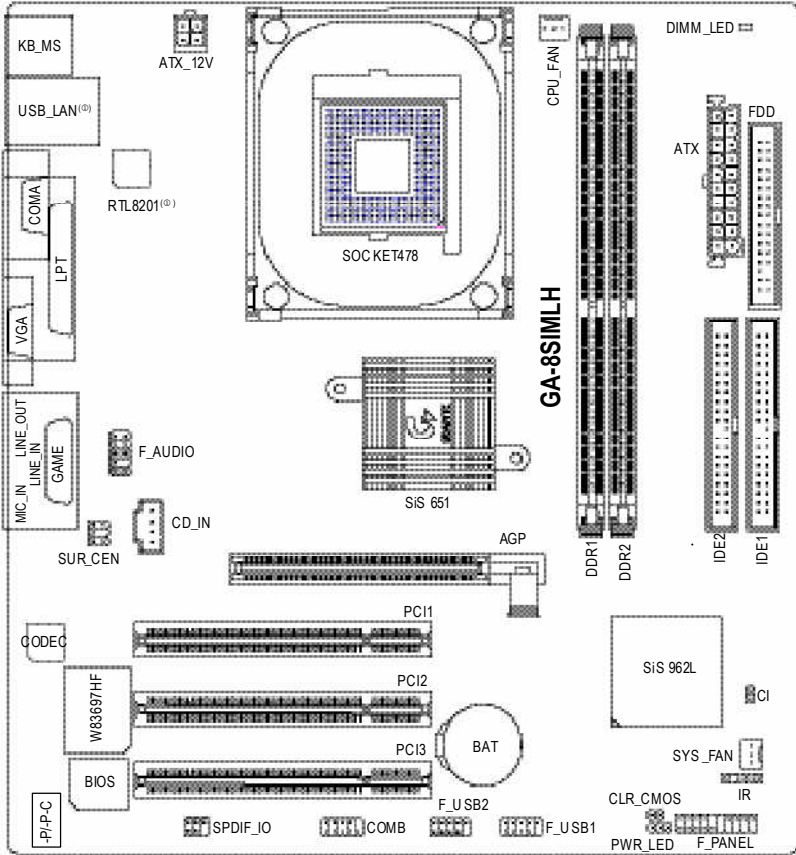 KB_MS
ATX_12V
CPU_FAN
DIMM_LED
USB_LAN(①)
FDD
ATX
RTL8201(①)
COMA
LPT
SOCKET478
VGA
GA-8SIMLH
LINE_OUT
MIC_IN
LINE_IN
GAME
F_AUDIO
SiS 651
CD_IN
SUR_CEN
AGP
DDR1
DDR2
IDE2
IDE1
PCI1
CODEC
SiS 962L
PCI2
CI
W83697HF
PCI3
BAT
SYS_FAN
BIOS
IR
-P/-P-C
F_USB2
CLR_CMOS
SPDIF_IO
COMB
F_USB1
PWR_LED
F_PANEL